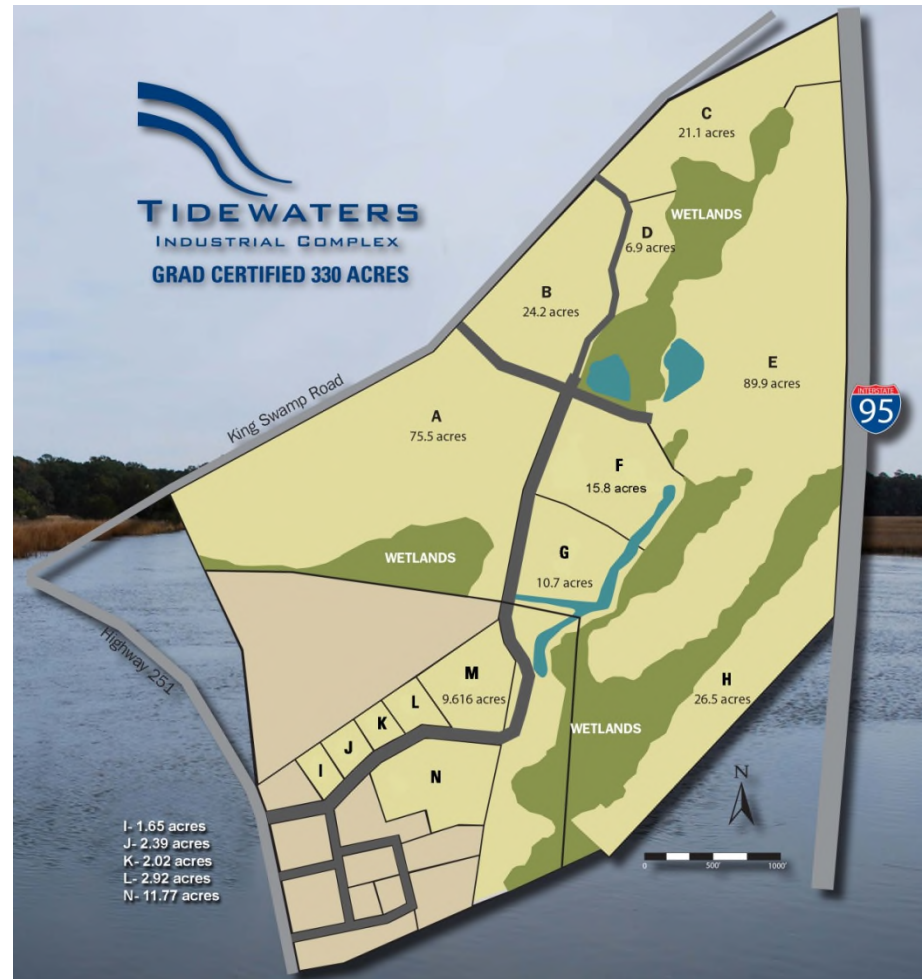 TIDEWATERS
INDUSTRIAL COMPLEX
GRAD CERTIFIED 330 ACRES
C
21.1 acres
WETLANDS
D
6.9 acres
B
24.2 acres
E
89.9 acres
INTERSTATE
95
King Swamp Road
A
75.5 acres
F
15.8 acres
WETLANDS
G
10.7 acres
Highway 251
M
9.616 acres
L
K
J
I
H
26.5 acres
WETLANDS
N
N
I- 1.65 acres
J- 2.39 acres
K- 2.02 acres
L- 2.92 acres
N- 11.77 acres
0 500' 1000'